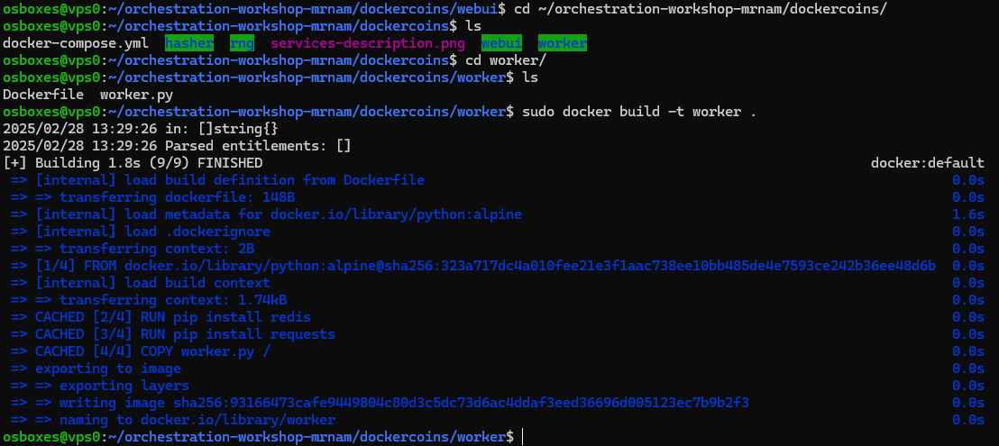 osboxes@vps0:~/orchestration-workshop-mrnam/dockercoins/webui$ cd ~/orchestration-workshop-mrnam/dockercoins/
osboxes@vps0:~/orchestration-workshop-mrnam/dockercoins$ ls
docker-compose.yml  hasher  rng  services-description.png  webui  worker
osboxes@vps0:~/orchestration-workshop-mrnam/dockercoins$ cd worker/
osboxes@vps0:~/orchestration-workshop-mrnam/dockercoins/worker$ ls
Dockerfile  worker.py
osboxes@vps0:~/orchestration-workshop-mrnam/dockercoins/worker$ sudo docker build -t worker .
2025/02/28 13:29:26 in: []string{}
2025/02/28 13:29:26 Parsed entitlements: []
[+] Building 1.8s (9/9) FINISHED docker:default
=> [internal] load build definition from Dockerfile 0.0s
=> => transferring dockerfile: 148B 0.0s
=> [internal] load metadata for docker.io/library/python:alpine 1.6s
=> [internal] load .dockerignore 0.0s
=> => transferring context: 2B 0.0s
=> [1/4] FROM docker.io/library/python:alpine@sha256:323a717dc4a010fee21e3f1aac738ee10bb485de4e7593ce242b36ee48d6b 0.0s
=> [internal] load build context 0.0s
=> => transferring context: 1.74kB 0.0s
=> CACHED [2/4] RUN pip install redis 0.0s
=> CACHED [3/4] RUN pip install requests 0.0s
=> CACHED [4/4] COPY worker.py / 0.0s
=> exporting to image 0.0s
=> => exporting layers 0.0s
=> => writing image sha256:93166473cafe9449804c80d3c5dc73d6ac4ddaf3eed36696d005123ec7b9b2f3 0.0s
=> => naming to docker.io/library/worker 0.0s
osboxes@vps0:~/orchestration-workshop-mrnam/dockercoins/worker$